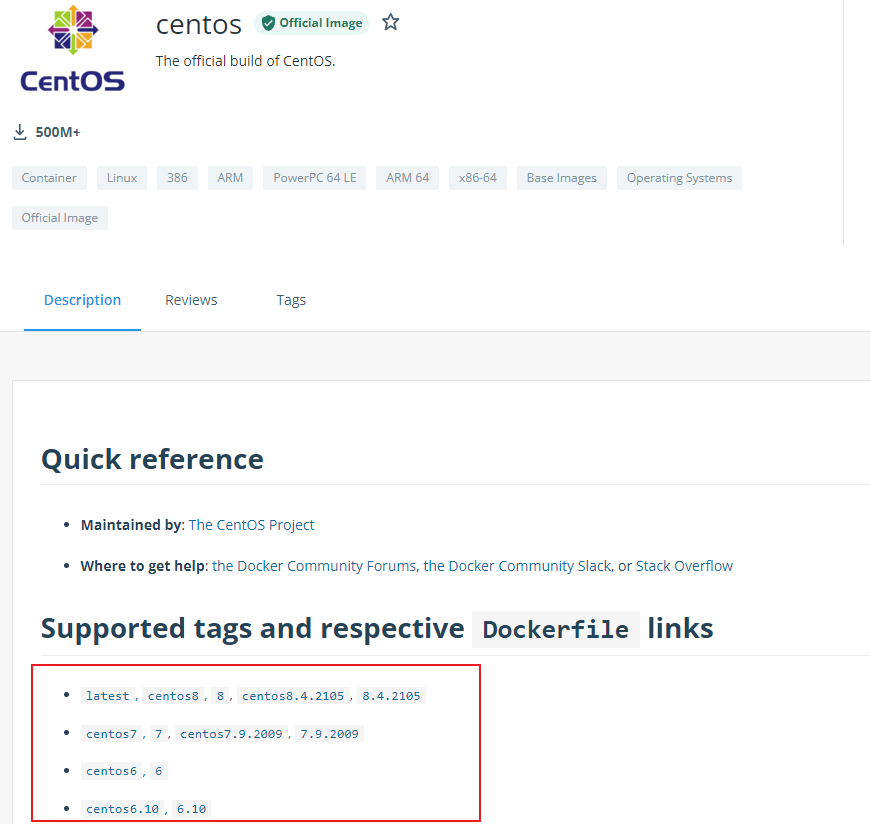 centos Official Image
The official build of CentOS.
CentOS
500M+
Container Linux 386 ARM PowerPC 64 LE ARM 64 x86-64 Base Images Operating Systems
Official Image
Description Reviews Tags
Quick reference
• Maintained by: The CentOS Project
• Where to get help: the Docker Community Forums, the Docker Community Slack, or Stack Overflow
Supported tags and respective Dockerfile links
• latest, centos8, 8, centos8.4.2105, 8.4.2105
• centos7, 7, centos7.9.2009, 7.9.2009
• centos6, 6
• centos6.10, 6.10